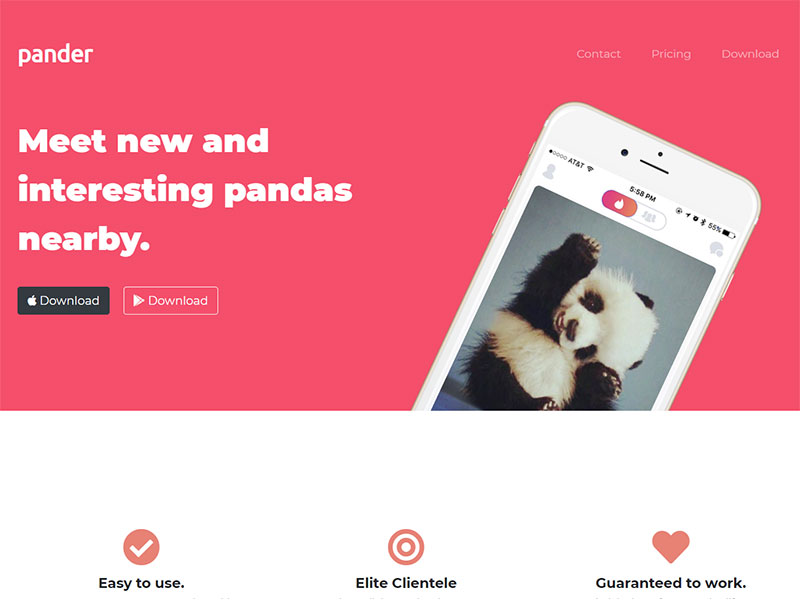 pander
Contact Pricing Download
Meet new and
interesting pandas
nearby.
Download Download
AT&T 5:58 PM 55%
Easy to use. Elite Clientele Guaranteed to work.